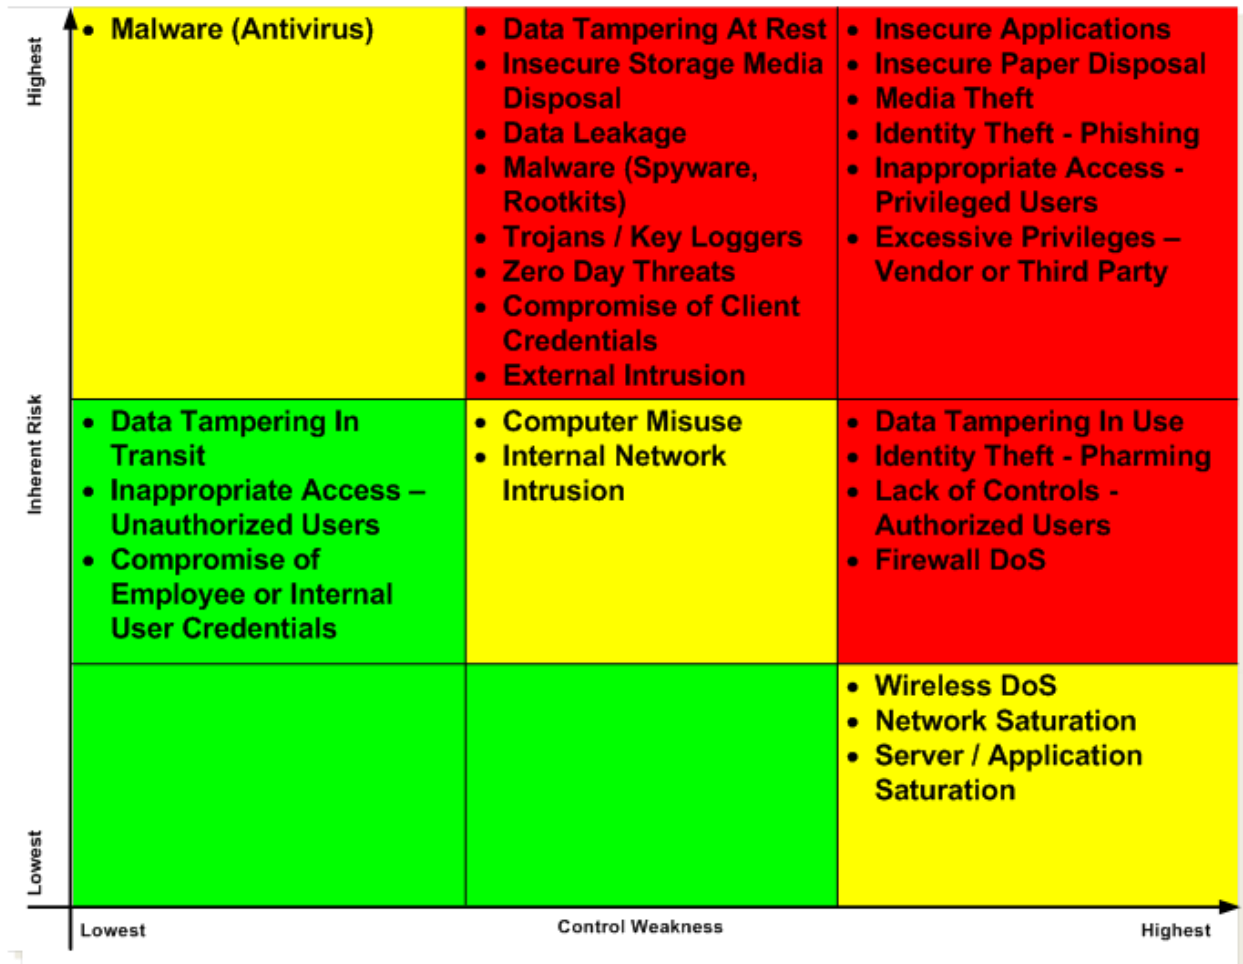 Highest
Inherent Risk
Lowest
• Malware (Antivirus)
• Data Tampering At Rest
• Insecure Storage Media
Disposal
• Data Leakage
• Malware (Spyware,
Rootkits)
• Trojans / Key Loggers
• Zero Day Threats
• Compromise of Client
Credentials
• External Intrusion
• Insecure Applications
• Insecure Paper Disposal
• Media Theft
• Identity Theft - Phishing
• Inappropriate Access -
Privileged Users
• Excessive Privileges –
Vendor or Third Party
• Data Tampering In
Transit
• Inappropriate Access –
Unauthorized Users
• Compromise of
Employee or Internal
User Credentials
• Computer Misuse
• Internal Network
Intrusion
• Data Tampering In Use
• Identity Theft - Pharming
• Lack of Controls -
Authorized Users
• Firewall DoS
• Wireless DoS
• Network Saturation
• Server / Application
Saturation
Lowest
Control Weakness
Highest